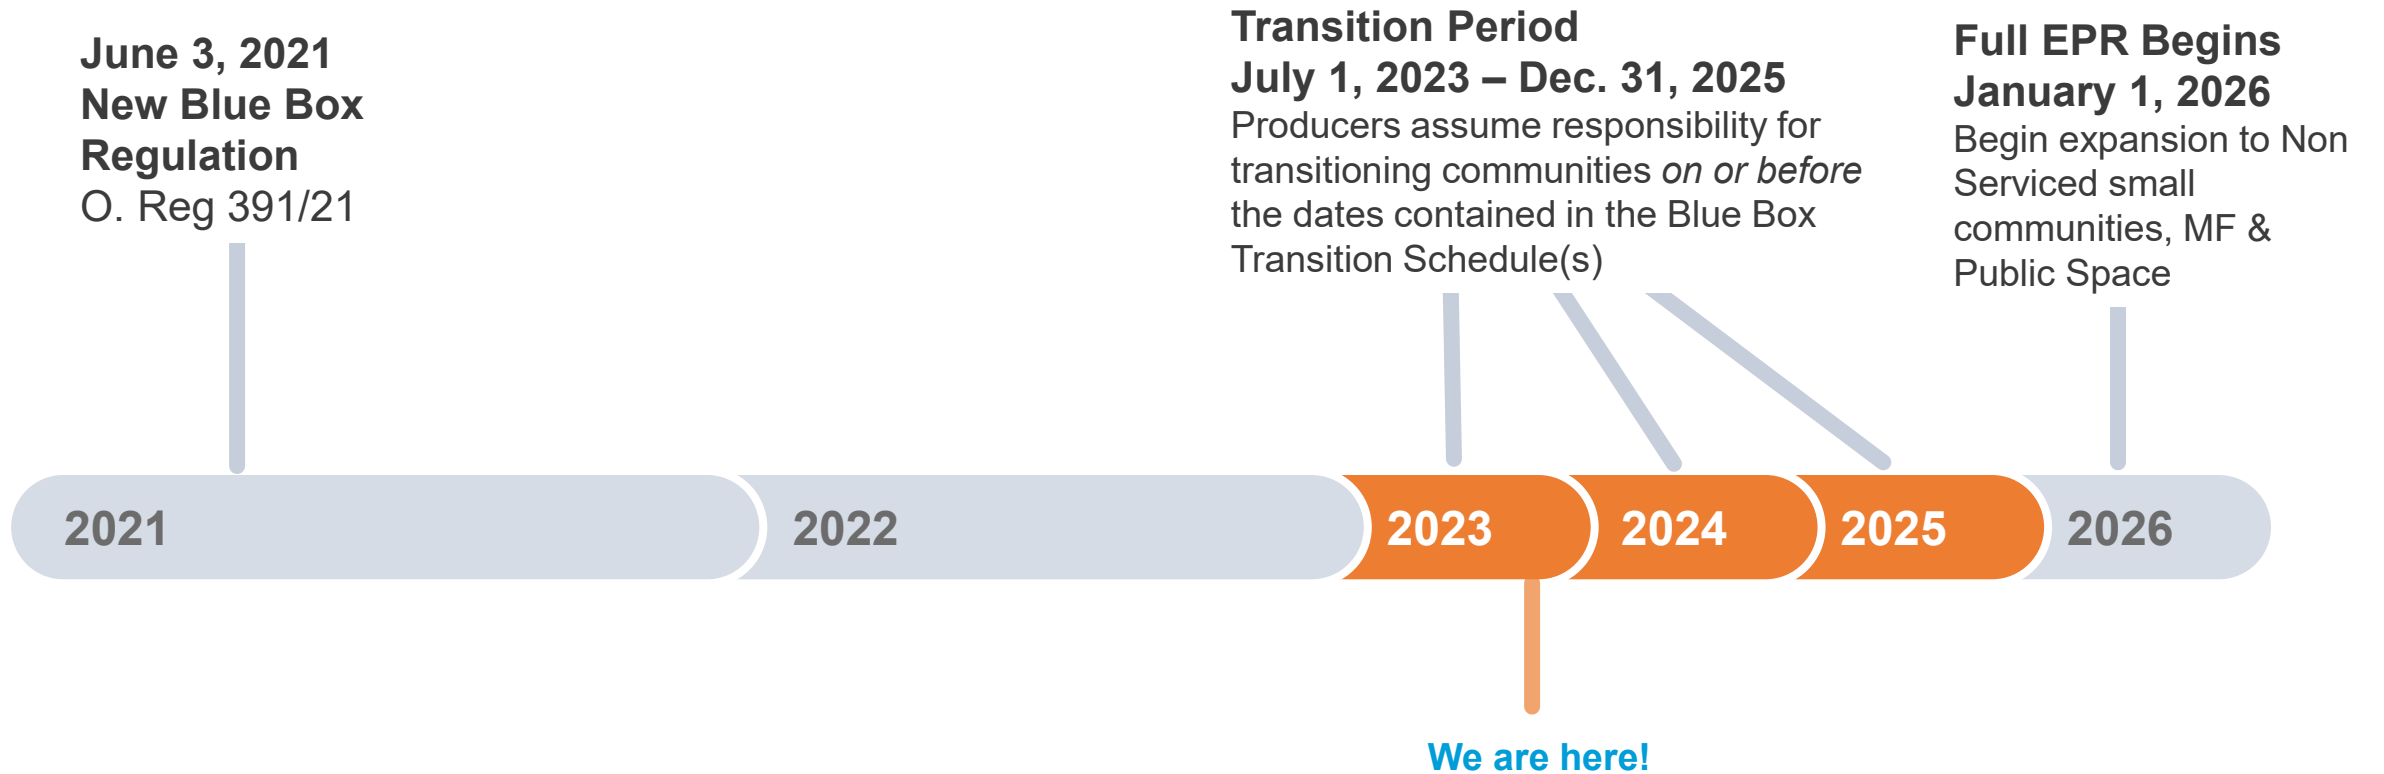 June 3, 2021
New Blue Box
Regulation
O. Reg 391/21
Transition Period
July 1, 2023 – Dec. 31, 2025
Producers assume responsibility for
transitioning communities on or before
the dates contained in the Blue Box
Transition Schedule(s)
Full EPR Begins
January 1, 2026
Begin expansion to Non
Serviced small
communities, MF &
Public Space
2021
2022
2023
2024
2025
2026
We are here!